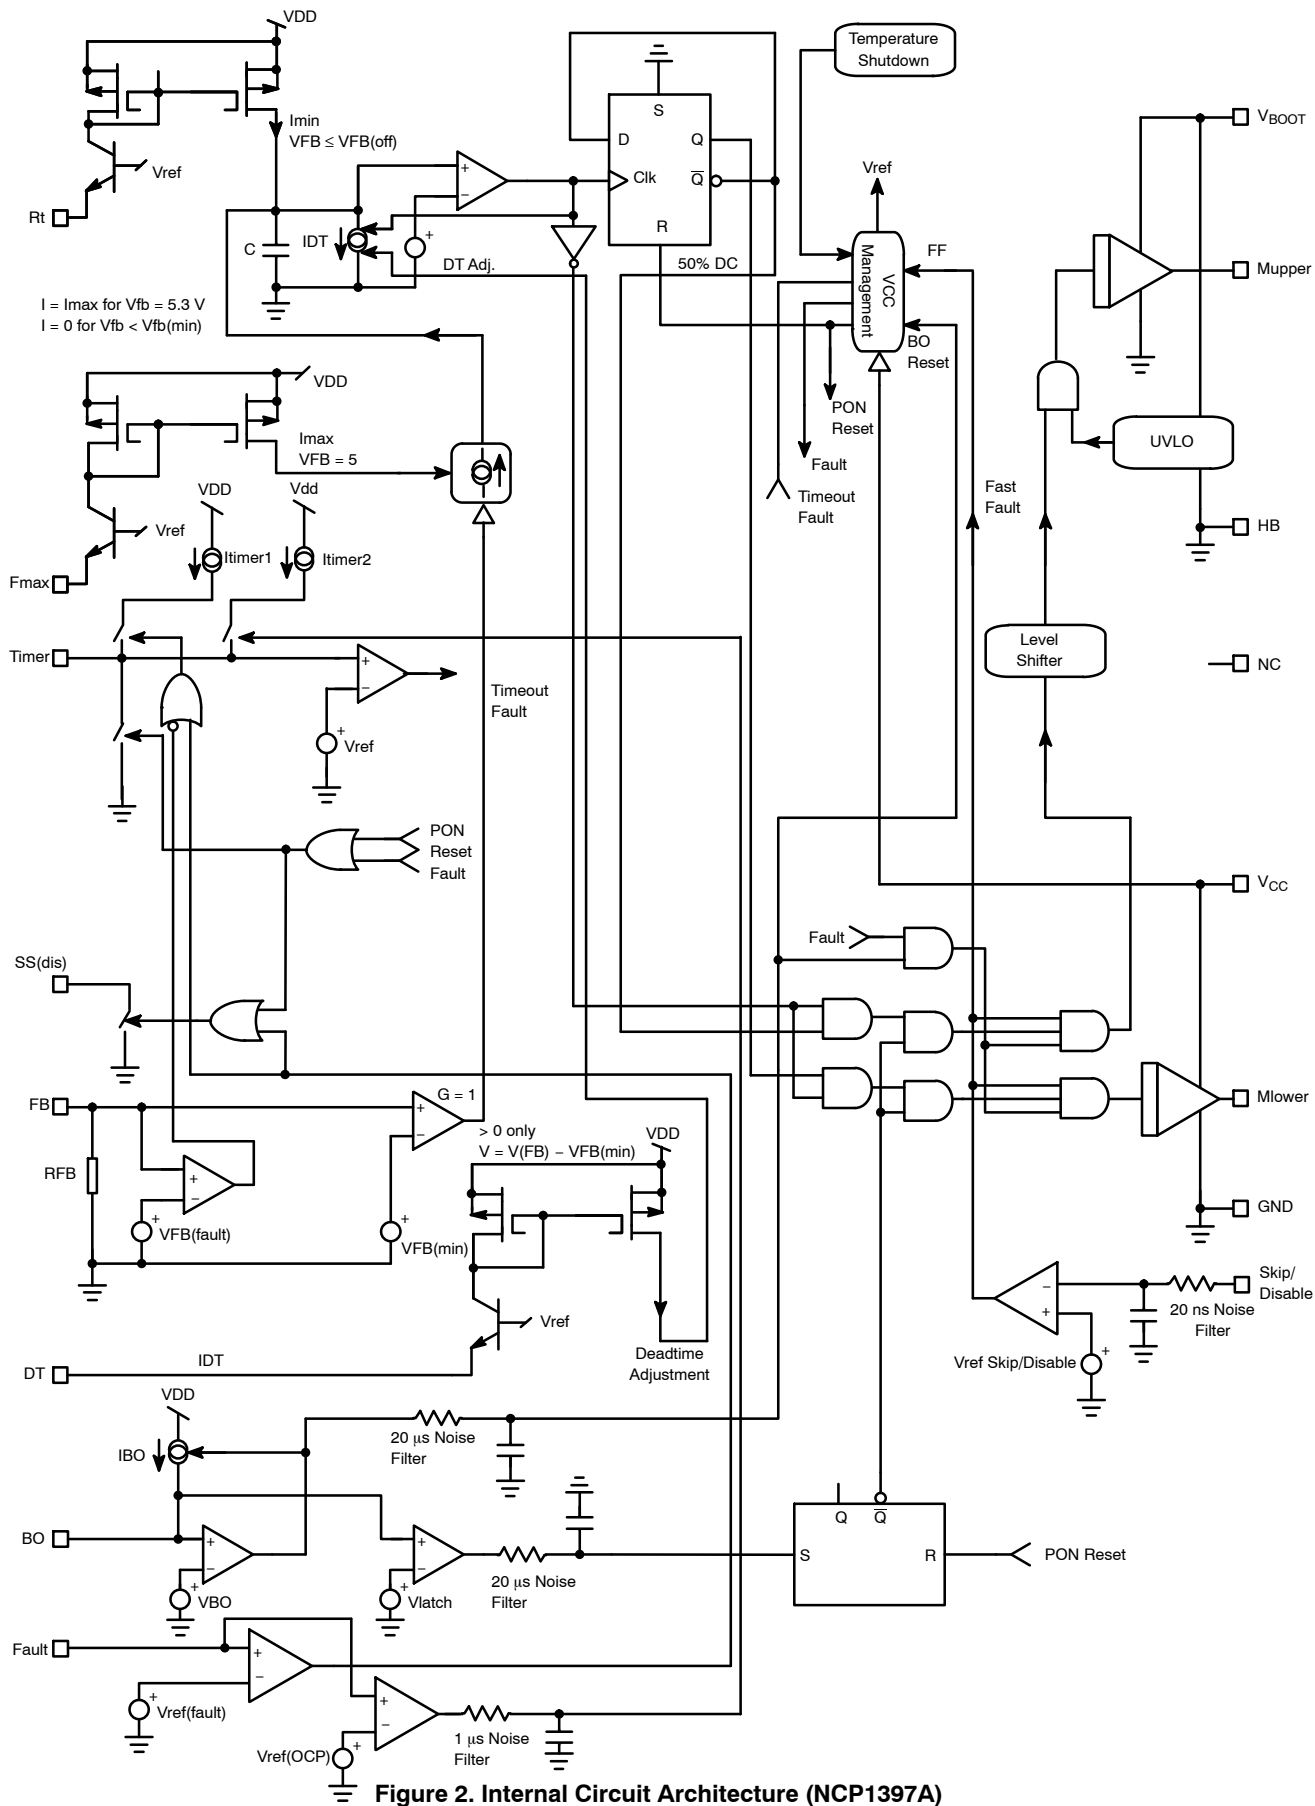 VDD
Temperature
Shutdown
Imin
VFB ≤ VFB(off)
Vref
Rt
S
D
Q
Clk
Q
R
+
−
C
IDT
+
DT Adj.
50% DC
Vref
VCC
Management
FF
BO
Reset
PON
Reset
Fault
Timeout
Fault
VBOOT
Mupper
UVLO
HB
I = Imax for Vfb = 5.3 V
I = 0 for Vfb < Vfb(min)
VDD
Imax
VFB = 5
Vref
Fmax
VDD
Vdd
Itimer1
Itimer2
Fast
Fault
Level
Shifter
NC
Timer
+
−
Timeout
Fault
+
Vref
PON
Reset
Fault
VCC
Fault
SS(dis)
FB
G = 1
+
−
> 0 only
V = V(FB) − VFB(min)
VDD
Mlower
RFB
+
−
+
VFB(fault)
+
VFB(min)
GND
Vref
Skip/
Disable
20 ns Noise
Filter
−
+
Vref Skip/Disable
+
Deadtime
Adjustment
DT
IDT
VDD
IBO
20 μs Noise
Filter
BO
+
−
+
VBO
+
−
+
Vlatch
20 μs Noise
Filter
Q
Q
S
R
PON Reset
Fault
+
−
+
Vref(fault)
+
−
+
Vref(OCP)
1 μs Noise
Filter
Figure 2. Internal Circuit Architecture (NCP1397A)